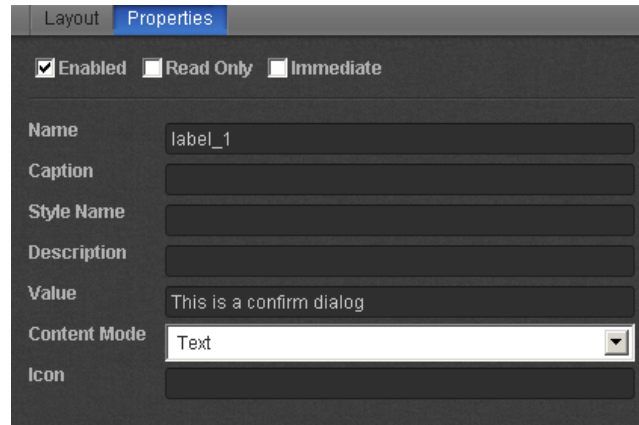 Layout Properties
Enabled Read Only Immediate
Name label_1
Caption
Style Name
Description
Value This is a confirm dialog
Content Mode Text
Icon